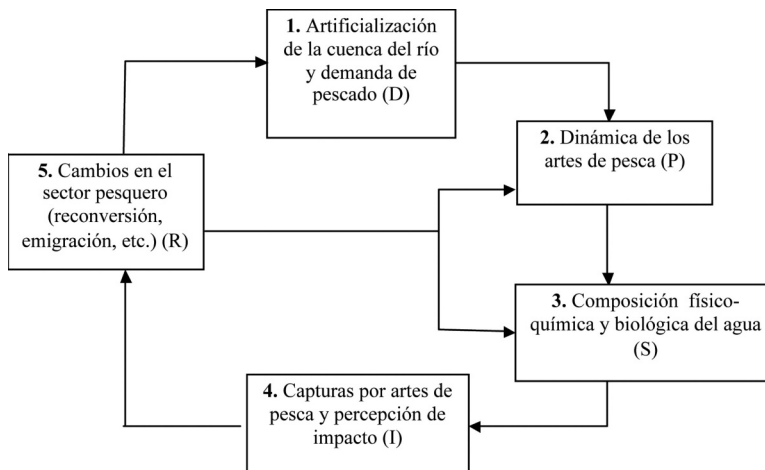 1. Artificialización
de la cuenca del río
y demanda de
pescado (D)
2. Dinámica de los
artes de pesca (P)
5. Cambios en el
sector pesquero
(reconversión,
emigración, etc.) (R)
3. Composición físico-
química y biológica del agua
(S)
4. Capturas por artes de
pesca y percepción de
impacto (I)